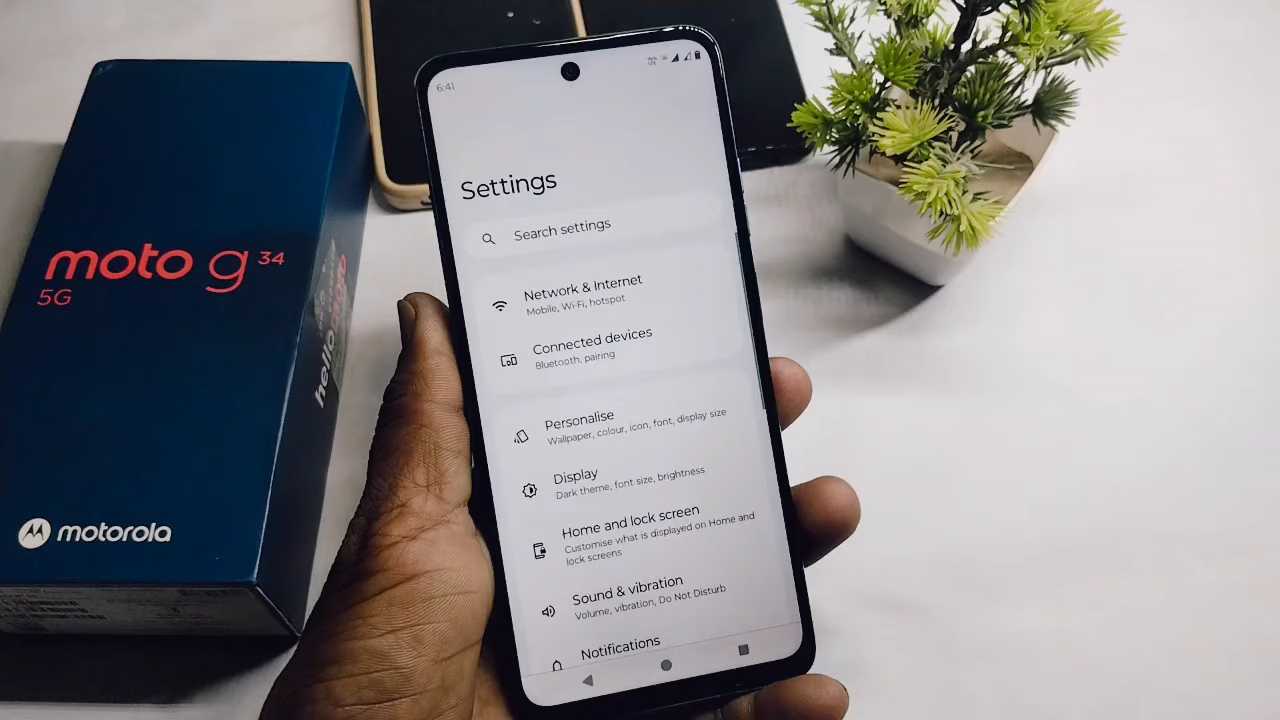 moto g 34
5G
hello moto
motorola
6:41
Settings
Search settings
Network & Internet
Mobile, Wi-Fi, hotspot
Connected devices
Bluetooth, pairing
Personalise
Wallpaper, colour, icon, font, display size
Display
Dark theme, font size, brightness
Home and lock screen
Customise what is displayed on Home and
lock screens
Sound & vibration
Volume, vibration, Do Not Disturb
Notifications